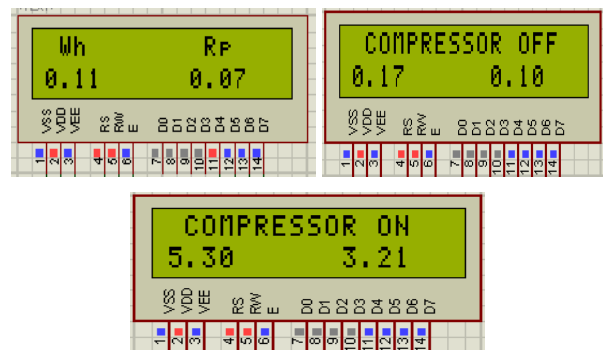 Wh Rp
0.11 0.07
VSS VDD VEE RS RW E D0 D1 D2 D3 D4 D5 D6 D7
1 2 3 4 5 6 7 8 9 10 11 12 13 14
COMPRESSOR OFF
0.17 0.10
VSS VDD VEE RS RW E D0 D1 D2 D3 D4 D5 D6 D7
1 2 3 4 5 6 7 8 9 10 11 12 13 14
COMPRESSOR ON
5.30 3.21
VSS VDD VEE RS RW E D0 D1 D2 D3 D4 D5 D6 D7
1 2 3 4 5 6 7 8 9 10 11 12 13 14